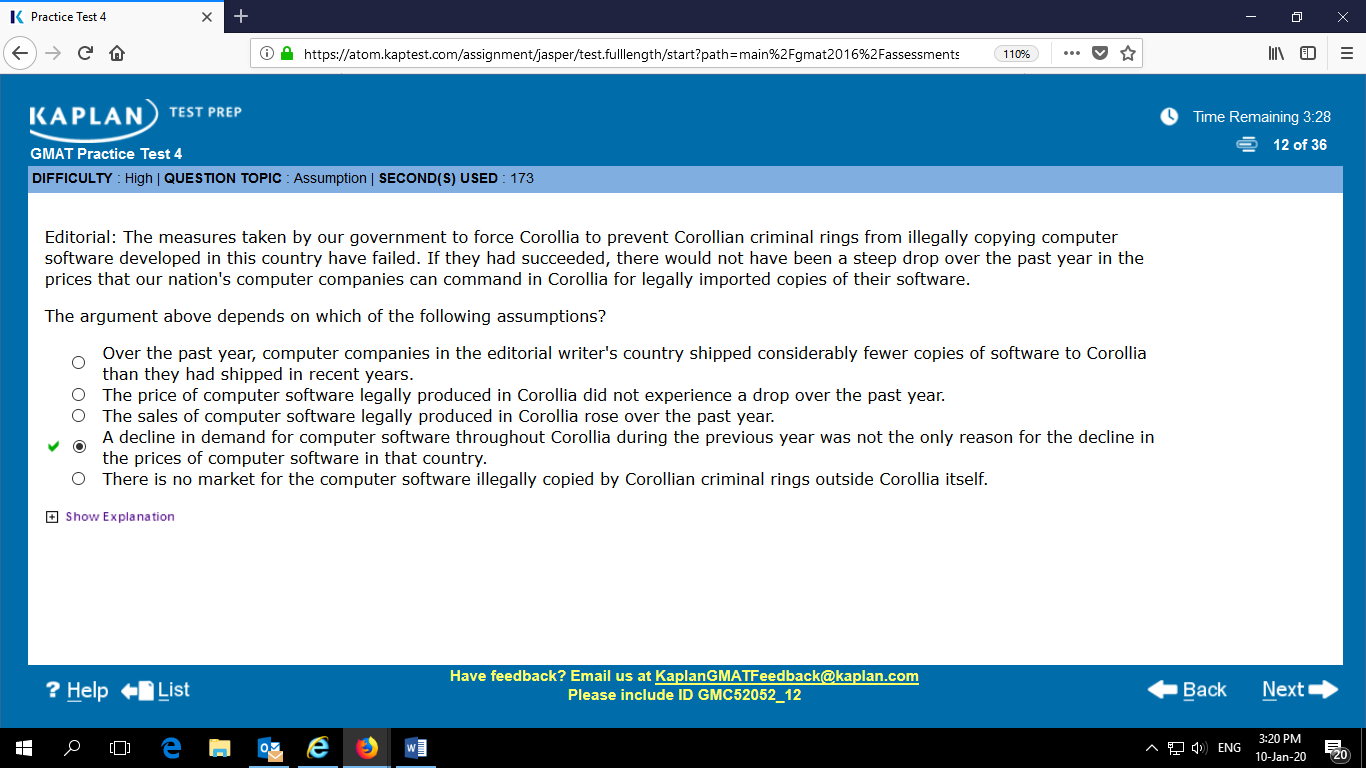 Practice Test 4
https://atom.kaptest.com/assignment/jasper/test.fulllength/start?path=main%2Fgmat2016%2Fassessments
110%
KAPLAN TEST PREP
Time Remaining 3:28
GMAT Practice Test 4
12 of 36
DIFFICULTY : High | QUESTION TOPIC : Assumption | SECOND(S) USED : 173
Editorial: The measures taken by our government to force Corollia to prevent Corollian criminal rings from illegally copying computer
software developed in this country have failed. If they had succeeded, there would not have been a steep drop over the past year in the
prices that our nation's computer companies can command in Corollia for legally imported copies of their software.
The argument above depends on which of the following assumptions?
Over the past year, computer companies in the editorial writer's country shipped considerably fewer copies of software to Corollia
than they had shipped in recent years.
The price of computer software legally produced in Corollia did not experience a drop over the past year.
The sales of computer software legally produced in Corollia rose over the past year.
A decline in demand for computer software throughout Corollia during the previous year was not the only reason for the decline in
the prices of computer software in that country.
There is no market for the computer software illegally copied by Corollian criminal rings outside Corollia itself.
Show Explanation
Have feedback? Email us at KaplanGMATFeedback@kaplan.com
Please include ID GMC52052_12
? Help List
Back Next
ENG
3:20 PM
10-Jan-20
20